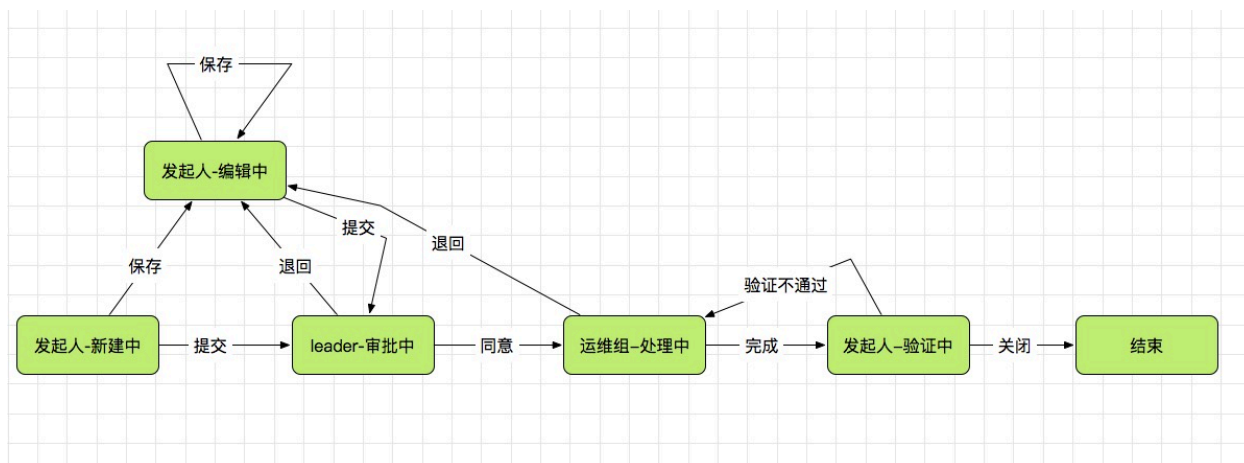 保存
发起人-编辑中
提交
退回
保存
退回
验证不通过
发起人-新建中
提交
leader-审批中
同意
运维组–处理中
完成
发起人–验证中
关闭
结束